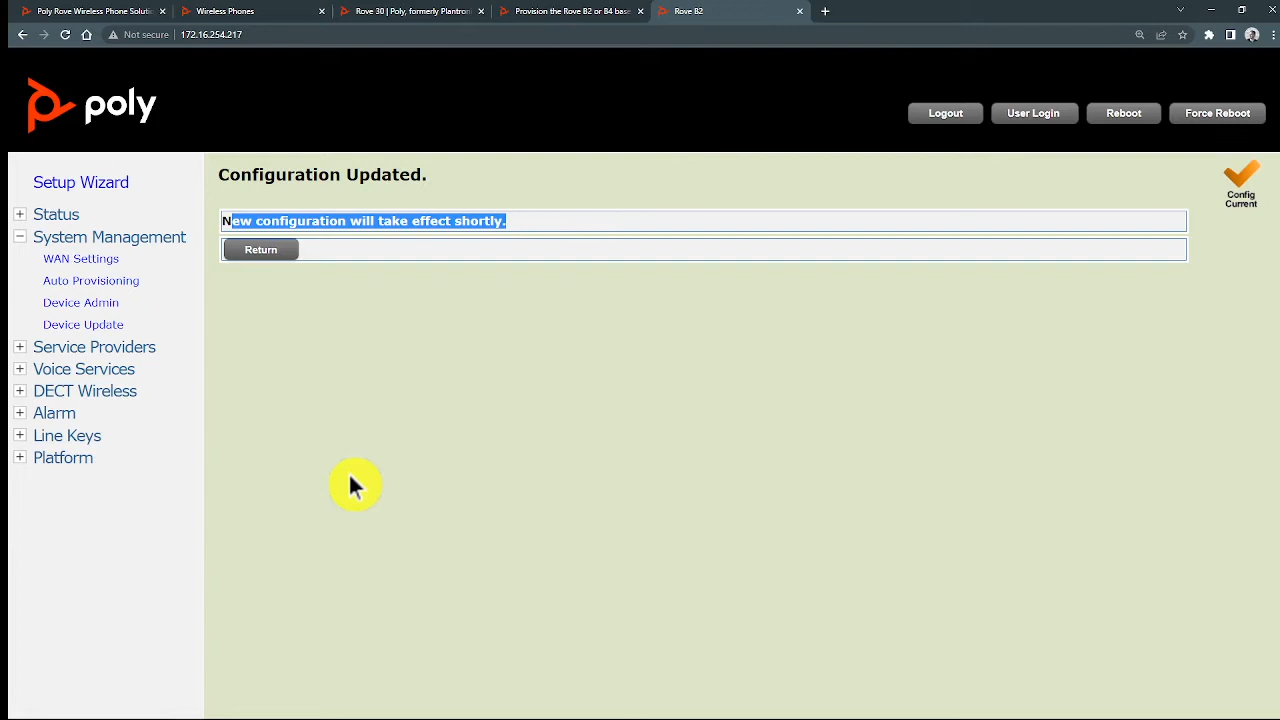 Poly Rove Wireless Phone Soluti
Wireless Phones
Rove 30 | Poly, formerly Plantroni
Provision the Rove B2 or B4 base
Rove B2
Not secure
172.16.254.217
poly
Logout
User Login
Reboot
Force Reboot
Setup Wizard
Status
System Management
WAN Settings
Auto Provisioning
Device Admin
Device Update
Service Providers
Voice Services
DECT Wireless
Alarm
Line Keys
Platform
Configuration Updated.
New configuration will take effect shortly.
Return
Config
Current